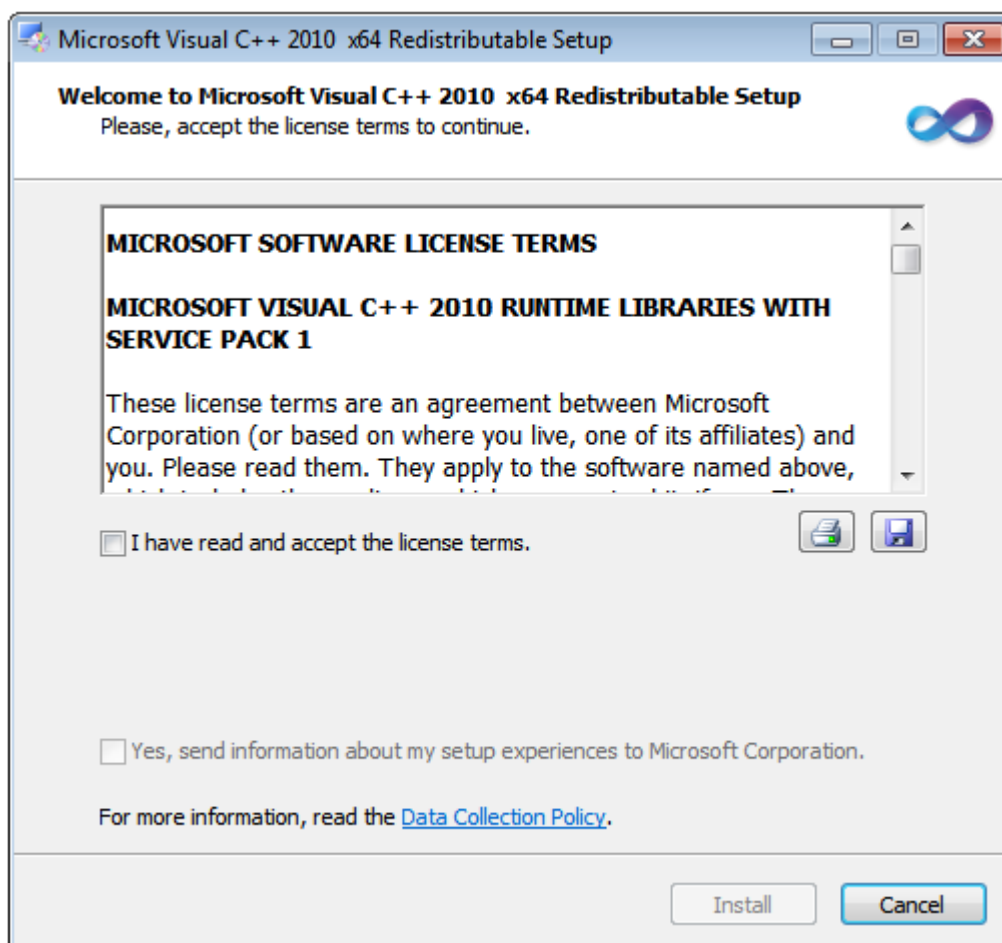 Microsoft Visual C++ 2010 x64 Redistributable Setup
Welcome to Microsoft Visual C++ 2010 x64 Redistributable Setup
Please, accept the license terms to continue.
MICROSOFT SOFTWARE LICENSE TERMS
MICROSOFT VISUAL C++ 2010 RUNTIME LIBRARIES WITH
SERVICE PACK 1
These license terms are an agreement between Microsoft
Corporation (or based on where you live, one of its affiliates) and
you. Please read them. They apply to the software named above,
I have read and accept the license terms.
Yes, send information about my setup experiences to Microsoft Corporation.
For more information, read the Data Collection Policy.
Install
Cancel